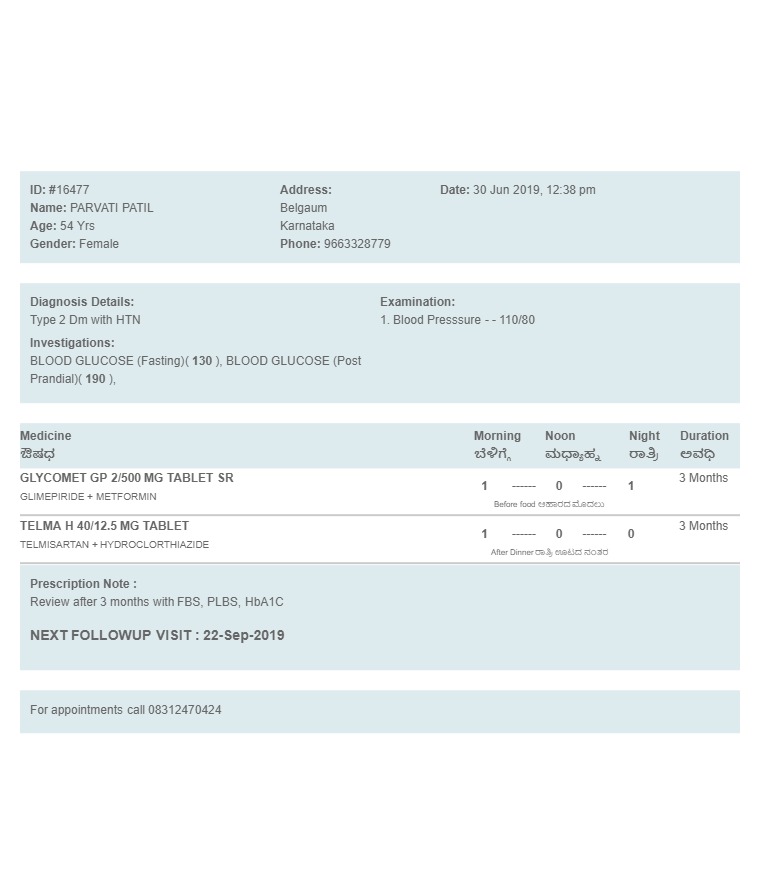 ID: #16477
Name: PARVATI PATIL
Age: 54 Yrs
Gender: Female
Address:
Belgaum
Karnataka
Phone: 9663328779
Date: 30 Jun 2019, 12:38 pm
Diagnosis Details:
Type 2 Dm with HTN
Investigations:
BLOOD GLUCOSE (Fasting)( 130 ), BLOOD GLUCOSE (Post
Prandial)( 190 ),
Examination:
1. Blood Presssure - - 110/80
Medicine Morning Noon Night Duration
ಔಷಧ ಬೆಳಿಗ್ಗೆ ಮಧ್ಯಾಹ್ನ ರಾತ್ರಿ ಅವಧಿ
GLYCOMET GP 2/500 MG TABLET SR 1 ------ 0 ------ 1 3 Months
GLIMEPIRIDE + METFORMIN
Before food ಆಹಾರದ ಮೊದಲು
TELMA H 40/12.5 MG TABLET 1 ------ 0 ------ 0 3 Months
TELMISARTAN + HYDROCLORTHIAZIDE
After Dinner ರಾತ್ರಿ ಊಟದ ನಂತರ
Prescription Note :
Review after 3 months with FBS, PLBS, HbA1C
NEXT FOLLOWUP VISIT : 22-Sep-2019
For appointments call 08312470424